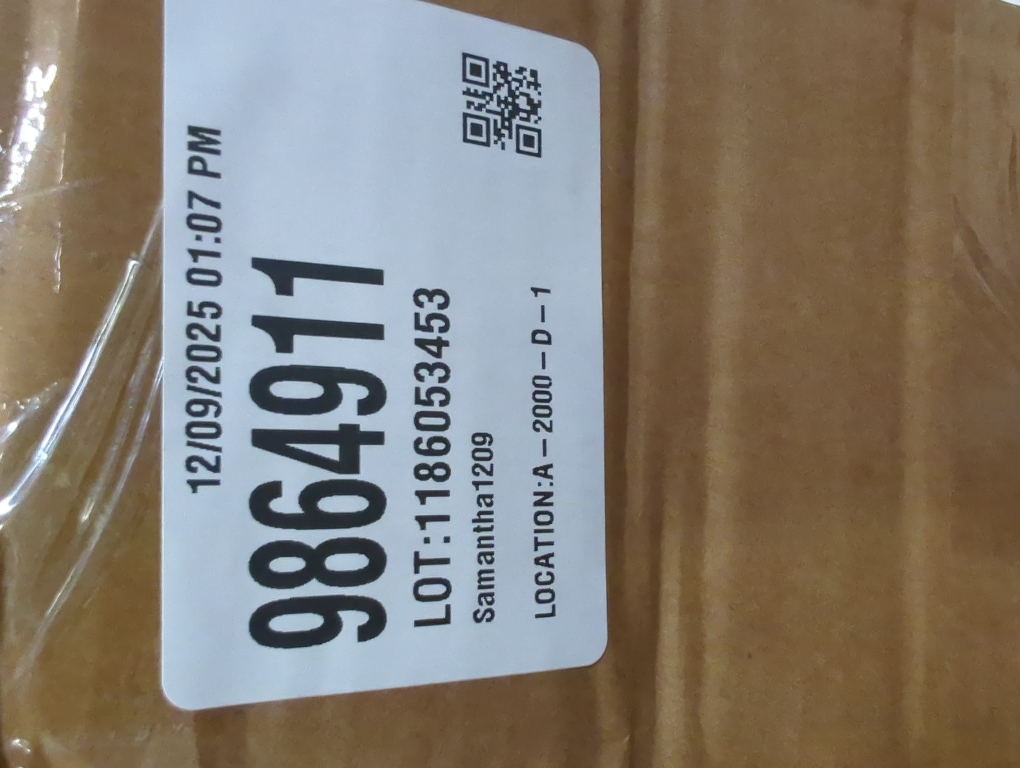 12/09/2025 01:07 PM
9864911
LOT:1186053453
Samantha1209
LOCATION:A – 2000 – D – 1